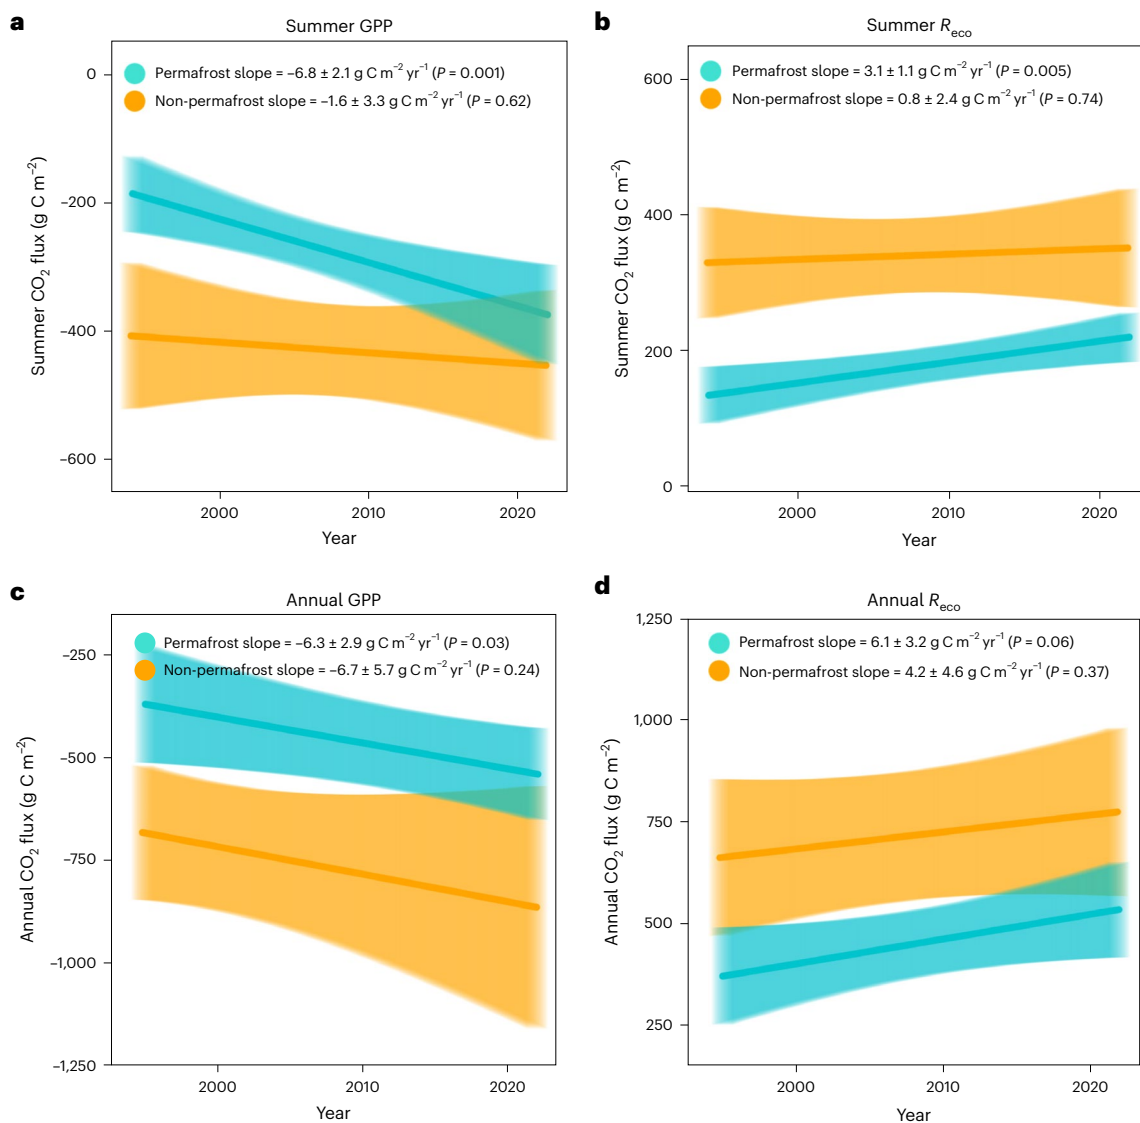 a
Summer GPP
Permafrost slope = −6.8 ± 2.1 g C m⁻² yr⁻¹ (P = 0.001)
Non-permafrost slope = −1.6 ± 3.3 g C m⁻² yr⁻¹ (P = 0.62)
Summer CO₂ flux (g C m⁻²)
0
−200
−400
−600
2000
2010
2020
Year
b
Summer Reco
Permafrost slope = 3.1 ± 1.1 g C m⁻² yr⁻¹ (P = 0.005)
Non-permafrost slope = 0.8 ± 2.4 g C m⁻² yr⁻¹ (P = 0.74)
Summer CO₂ flux (g C m⁻²)
600
400
200
0
2000
2010
2020
Year
c
Annual GPP
Permafrost slope = −6.3 ± 2.9 g C m⁻² yr⁻¹ (P = 0.03)
Non-permafrost slope = −6.7 ± 5.7 g C m⁻² yr⁻¹ (P = 0.24)
Annual CO₂ flux (g C m⁻²)
−250
−500
−750
−1,000
−1,250
2000
2010
2020
Year
d
Annual Reco
Permafrost slope = 6.1 ± 3.2 g C m⁻² yr⁻¹ (P = 0.06)
Non-permafrost slope = 4.2 ± 4.6 g C m⁻² yr⁻¹ (P = 0.37)
Annual CO₂ flux (g C m⁻²)
1,250
1,000
750
500
250
2000
2010
2020
Year